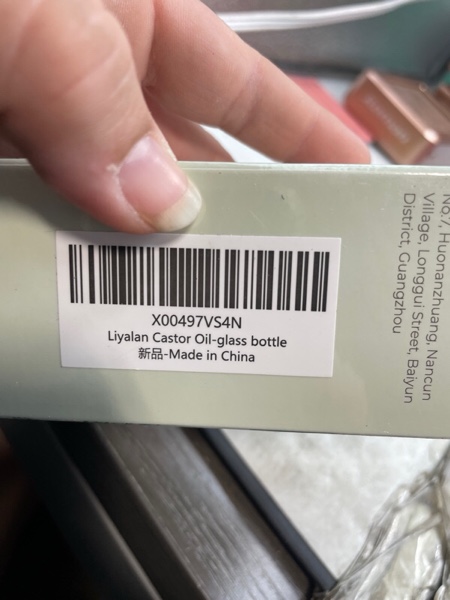 X00497VS4N
Liyalan Castor Oil-glass bottle
新品-Made in China
No.7, Huonanzhuang, Nancun
Village, Longgui Street, Baiyun
District, Guangzhou